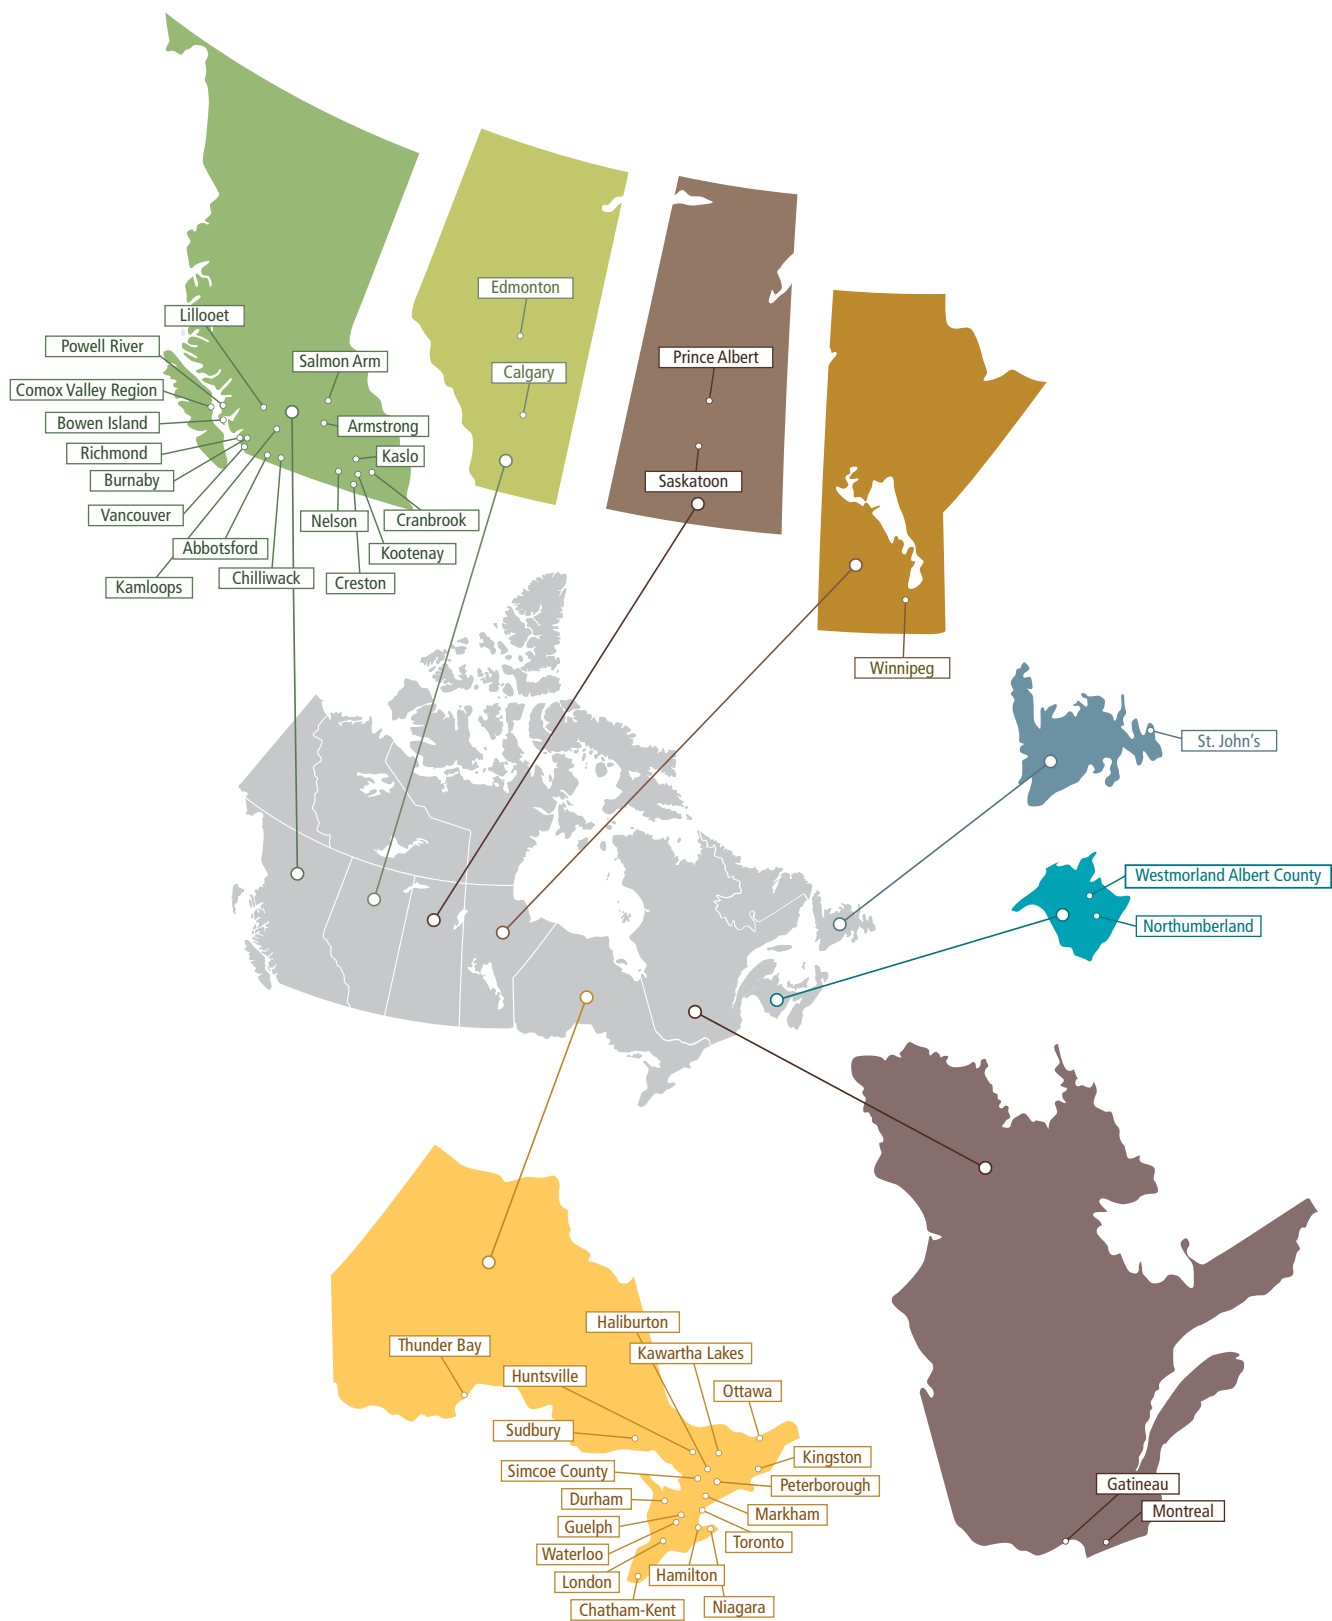 Lillooet
Powell River
Comox Valley Region
Bowen Island
Richmond
Burnaby
Vancouver
Abbotsford
Kamloops
Chilliwack
Salmon Arm
Armstrong
Kaslo
Nelson
Cranbrook
Kootenay
Creston
Edmonton
Calgary
Prince Albert
Saskatoon
Winnipeg
St. John’s
Westmorland Albert County
Northumberland
Haliburton
Thunder Bay
Kawartha Lakes
Huntsville
Ottawa
Sudbury
Kingston
Simcoe County
Peterborough
Durham
Markham
Guelph
Toronto
Waterloo
Hamilton
London
Niagara
Chatham-Kent
Gatineau
Montreal